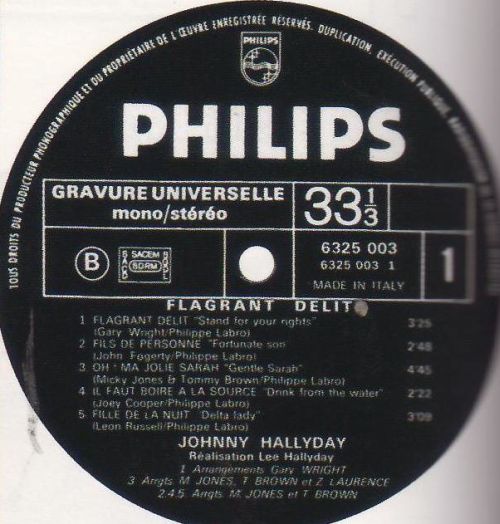 TOUS DROITS DU PRODUCTEUR PHONOGRAPHIQUE ET DU PROPRIÉTAIRE DE L'ŒUVRE ENREGISTRÉE RÉSERVÉS. DUPLICATION, EXÉCUTION PUBLIQUE,
PHILIPS
PHILIPS
GRAVURE UNIVERSELLE
mono/stéréo
33 1/3
B
SACEM
SACD
SDRM
6325 003
6325 003 1
MADE IN ITALY
1
FLAGRANT DELIT
1 FLAGRANT DELIT "Stand for your rights" 3'25
(Gary Wright/Philippe Labro)
2 FILS DE PERSONNE "Fortunate son 2'48
(John Fogerty/Philippe Labro)
3 OH ! MA JOLIE SARAH "Gentle Sarah" 4'45
(Micky Jones & Tommy Brown/Philippe Labro)
4 IL FAUT BOIRE A LA SOURCE "Drink from the water" 2'22
(Joey Cooper/Philippe Labro)
5 FILLE DE LA NUIT "Delta lady" 3'09
(Leon Russell/Philippe Labro)
JOHNNY HALLYDAY
Réalisation Lee Hallyday
1 Arrangements Gary WRIGHT
3 Arrgts. M. JONES, T. BROWN et Z. LAURENCE
2.4.5. Arrgts. M. JONES et T. BROWN